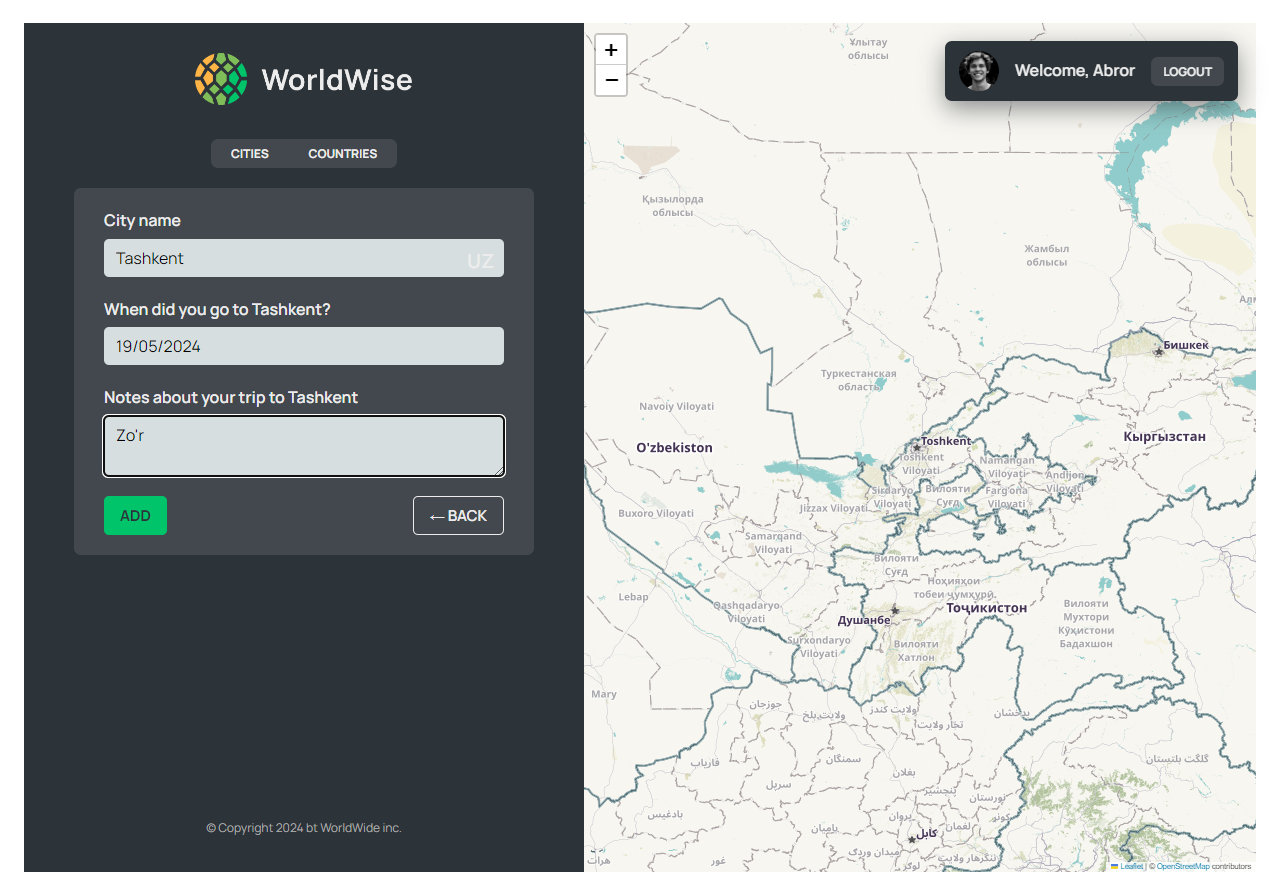 WorldWise
CITIES
COUNTRIES
City name
Tashkent
UZ
When did you go to Tashkent?
19/05/2024
Notes about your trip to Tashkent
Zo'r
ADD
← BACK
© Copyright 2024 bt WorldWide inc.
+
−
Welcome, Abror
LOGOUT
Ұлытау
облысы
Қызылорда
облысы
Жамбыл
облысы
Бишкек
Туркестанская
область
Navoiy Viloyati
O'zbekiston
Toshkent
Toshkent
Viloyati
Кыргызстан
Namangan
Viloyati
Andijon
Viloyati
Sirdaryo
Viloyati
Вилояти
Суғд
Farg'ona
Viloyati
Jizzax Viloyati
Buxoro Viloyati
Samarqand
Viloyati
Вилояти
Суғд
Ноҳияҳои
тобеи ҷумҳурӣ
Lebap
Qashqadaryo
Viloyati
Душанбе
Тоҷикистон
Вилояти
Мухтори
Кӯҳистони
Бадахшон
Surxondaryo
Viloyati
Вилояти
Хатлон
Mary
جوزجان
ولایت بلخ
ولایت کندز
تخار ولایت
بدخشان
فاریاب
سمنگان
گلگت بلتستان
سرپل
بغلان
پنجشیر
نورستان
بادغیس
بامیان
پروان
کابل
لغمان
کونړ
هرات
غور
میدان وردک
لوګر
ننگرهار ولایت
Leaflet | © OpenStreetMap contributors